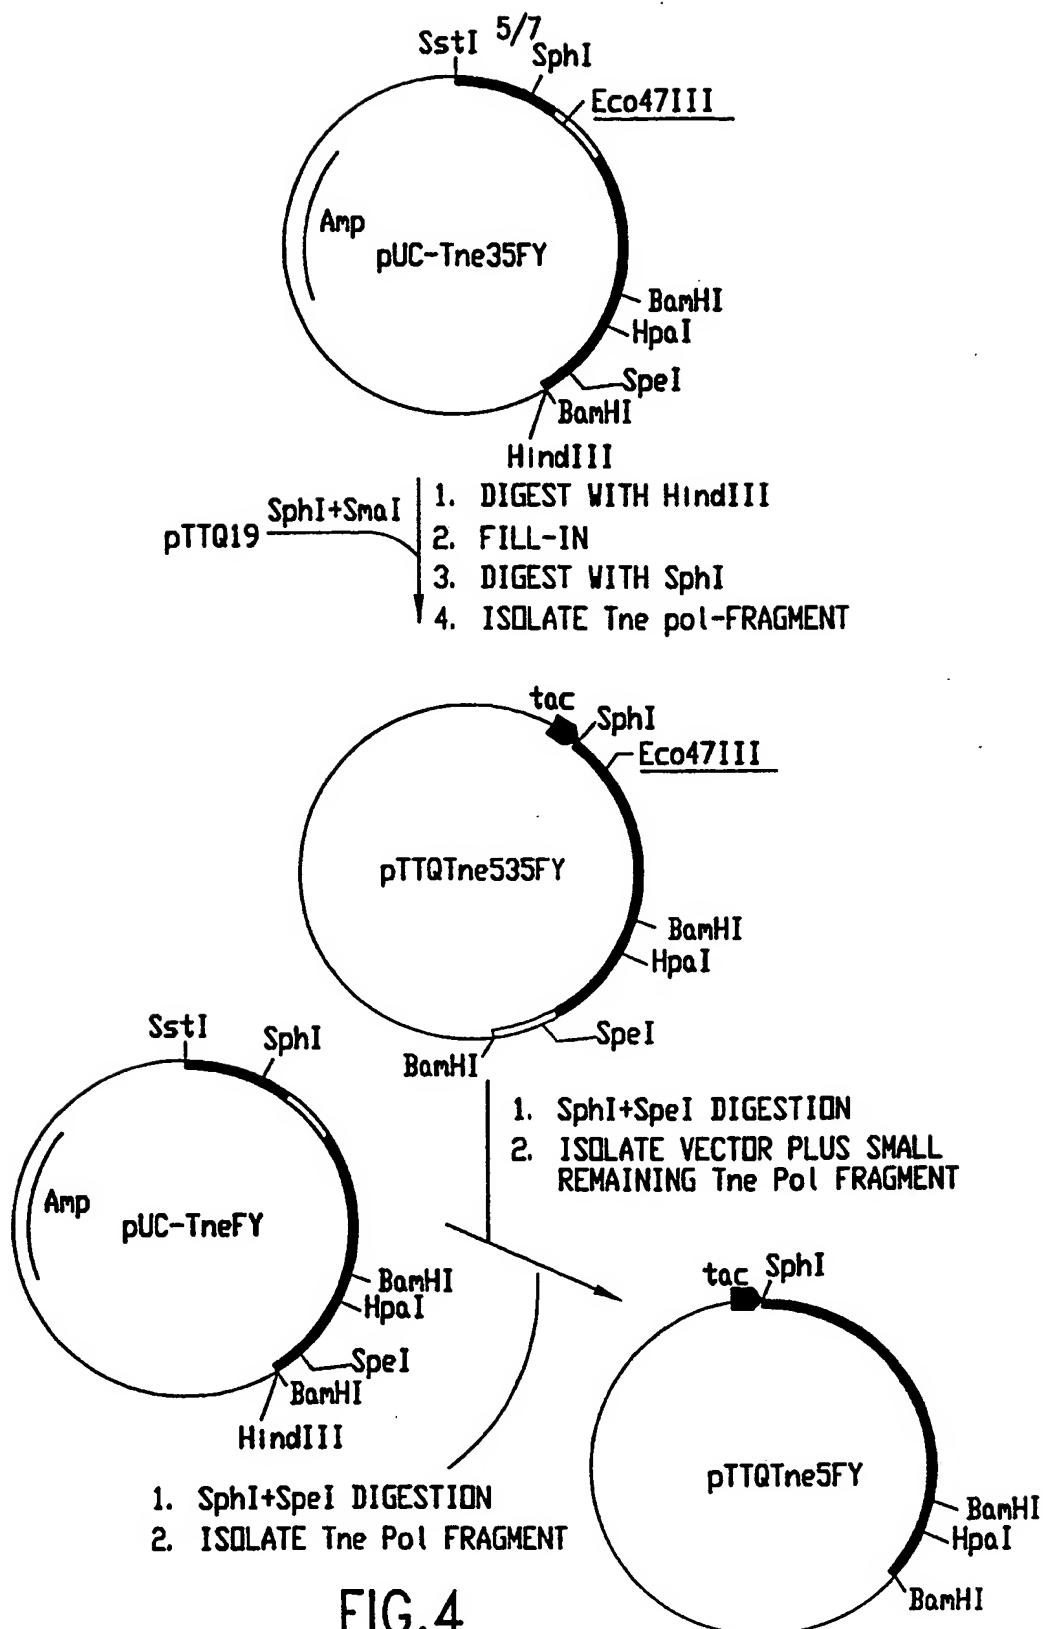 5/7
SstI
SphI
Eco47III
Amp
pUC-Tne35FY
BamHI
HpaI
SpeI
BamHI
HindIII
pTTQ19
SphI+SmaI
1. DIGEST WITH HindIII
2. FILL-IN
3. DIGEST WITH SphI
4. ISOLATE Tne pol-FRAGMENT
tac
SphI
Eco47III
pTTQTne535FY
BamHI
HpaI
SpeI
BamHI
1. SphI+SpeI DIGESTION
2. ISOLATE VECTOR PLUS SMALL
REMAINING Tne Pol FRAGMENT
SstI
SphI
Amp
pUC-TneFY
BamHI
HpaI
SpeI
BamHI
HindIII
1. SphI+SpeI DIGESTION
2. ISOLATE Tne Pol FRAGMENT
tac
SphI
pTTQTne5FY
BamHI
HpaI
BamHI
FIG.4